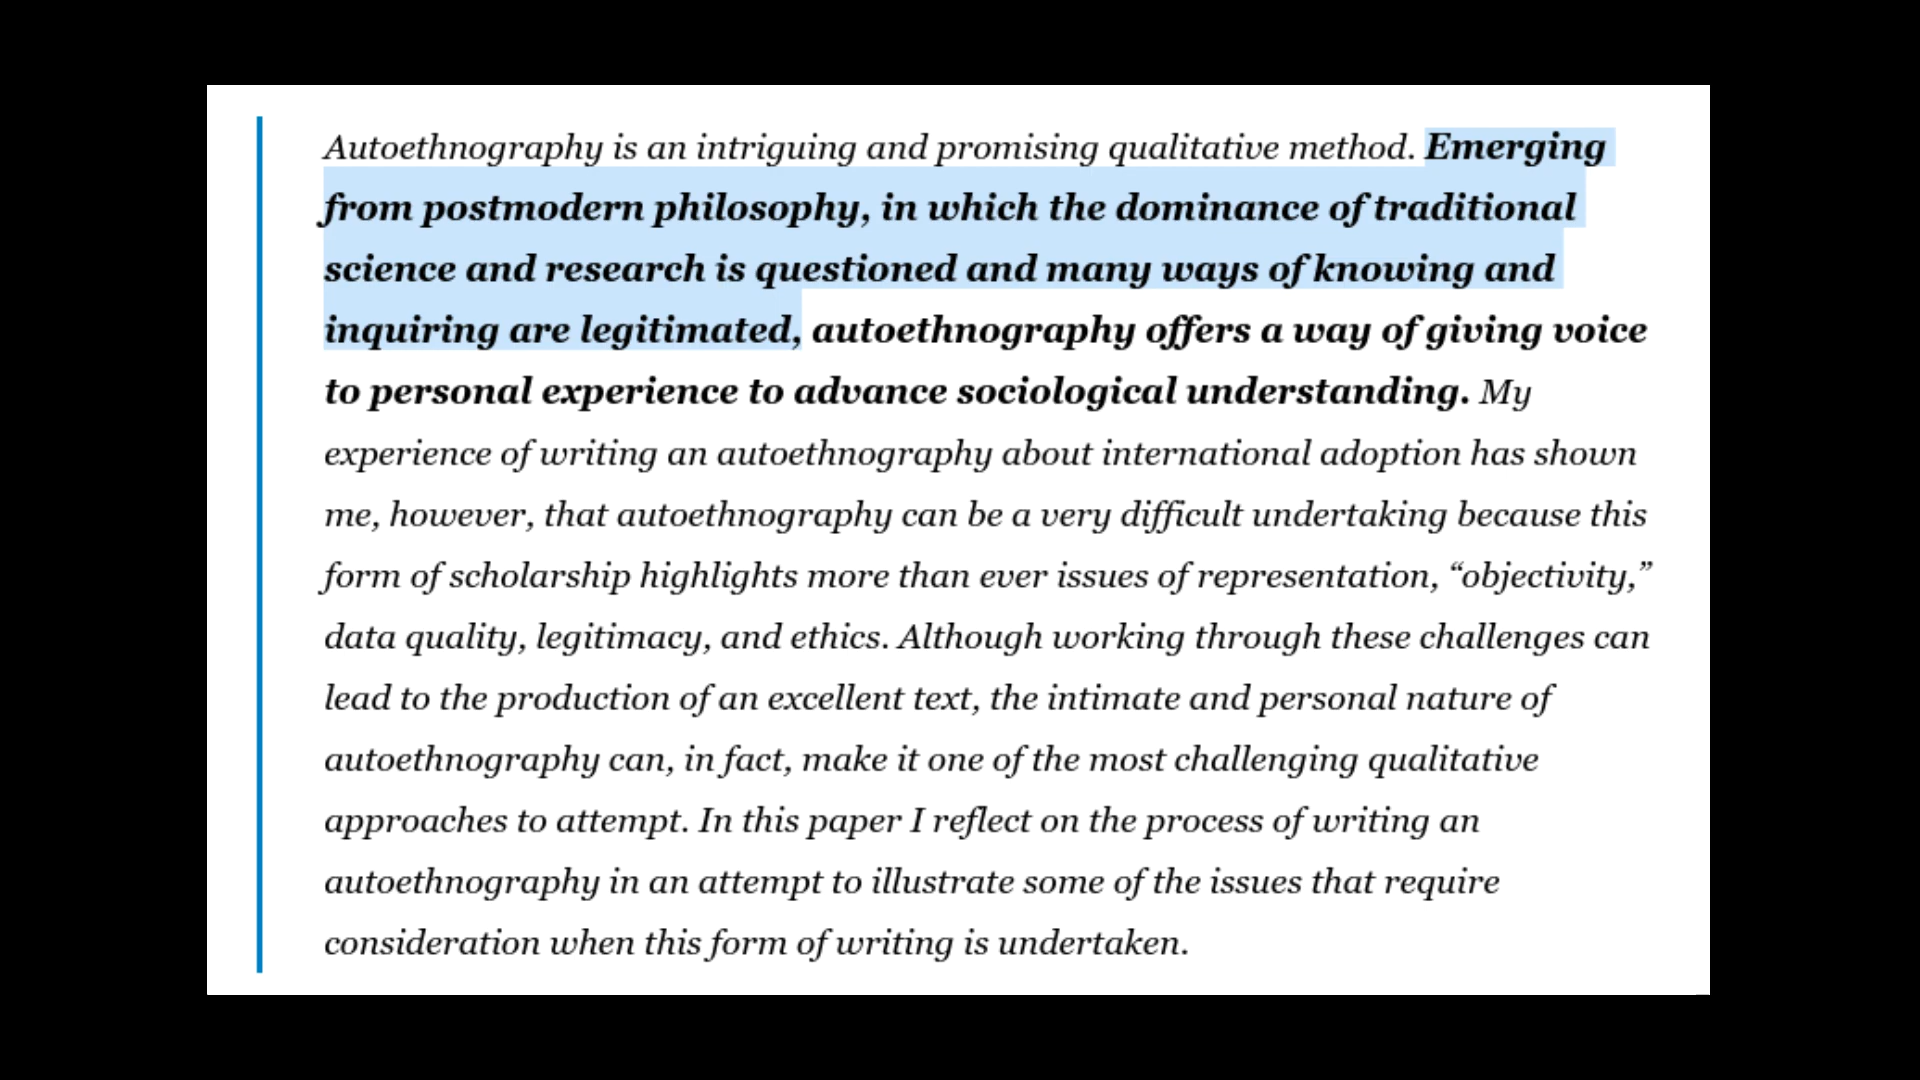 Autoethnography is an intriguing and promising qualitative method. Emerging
from postmodern philosophy, in which the dominance of traditional
science and research is questioned and many ways of knowing and
inquiring are legitimated, autoethnography offers a way of giving voice
to personal experience to advance sociological understanding. My
experience of writing an autoethnography about international adoption has shown
me, however, that autoethnography can be a very difficult undertaking because this
form of scholarship highlights more than ever issues of representation, “objectivity,”
data quality, legitimacy, and ethics. Although working through these challenges can
lead to the production of an excellent text, the intimate and personal nature of
autoethnography can, in fact, make it one of the most challenging qualitative
approaches to attempt. In this paper I reflect on the process of writing an
autoethnography in an attempt to illustrate some of the issues that require
consideration when this form of writing is undertaken.